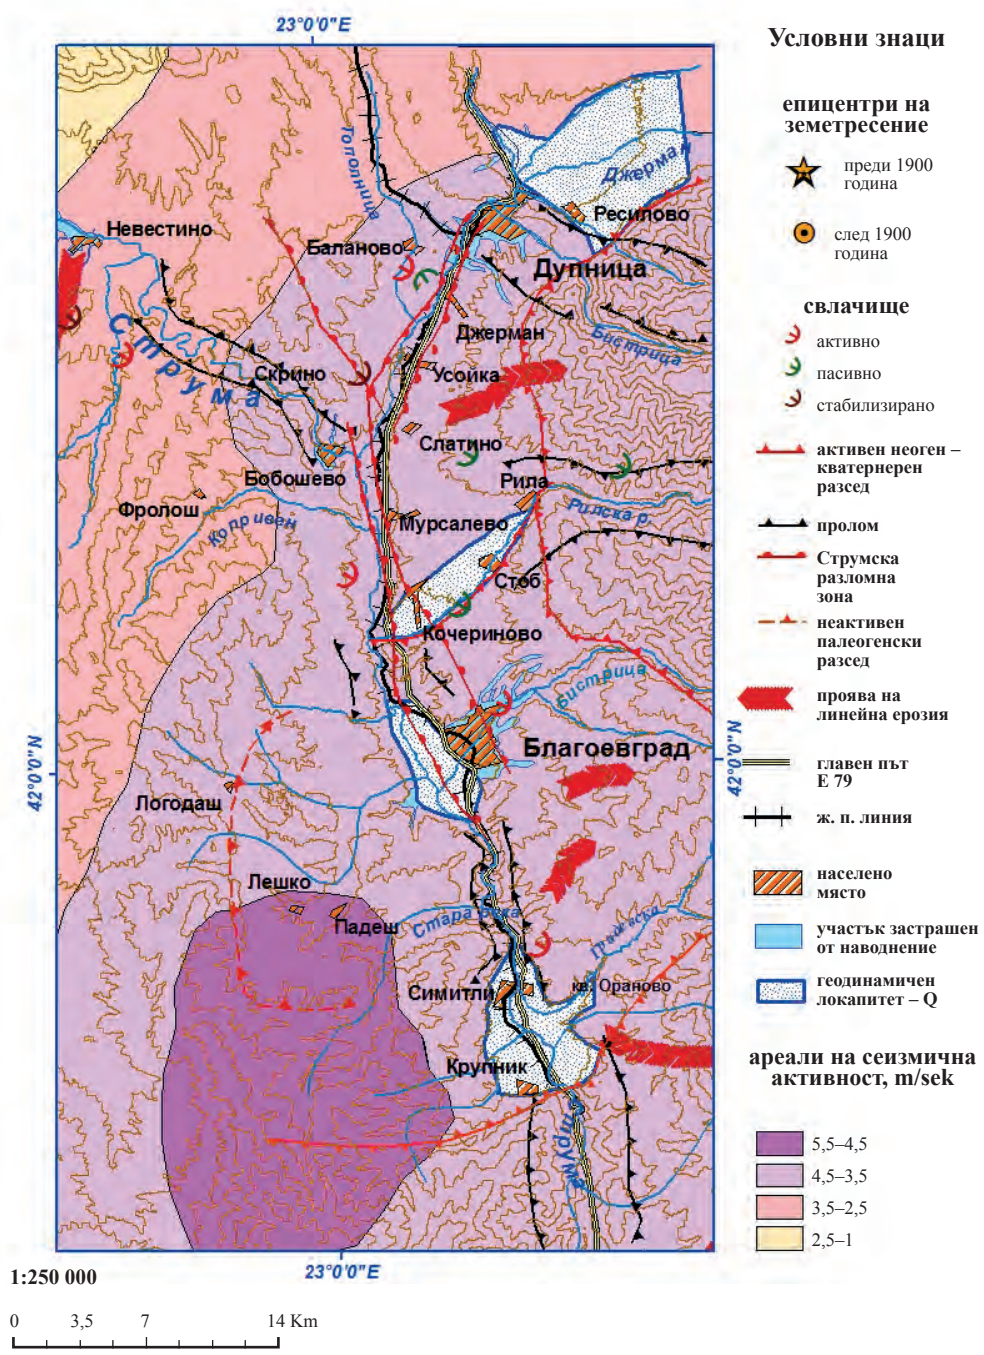 23°0'0"E
Тополница
Джерман
Невестино
Баланово
Ресилово
Дупница
Струма
Джерман
Бистрица
Скрино
Усойка
Слатино
Бобошево
Рила
Фролош
Копривен
Мурсалево
Рилска р.
Стоб
Кочериново
Бистрица
Благоевград
42°0'0"N
42°0'0"N
Логодаш
Лешко
Падеш
Стара река
Градевска
Симитли
кв. Ораново
Крупник
Струма
23°0'0"E
1:250 000
0 3,5 7 14 Km
Условни знаци
епицентри на
земетресение
преди 1900
година
след 1900
година
свлачище
активно
пасивно
стабилизирано
активен неоген –
кватернерен
разсед
пролом
Струмска
разломна
зона
неактивен
палеогенски
разсед
проява на
линейна ерозия
главен път
Е 79
ж. п. линия
населено
място
участък застрашен
от наводнение
геодинамичен
локапитет – Q
ареали на сеизмична
активност, m/sek
5,5–4,5
4,5–3,5
3,5–2,5
2,5–1